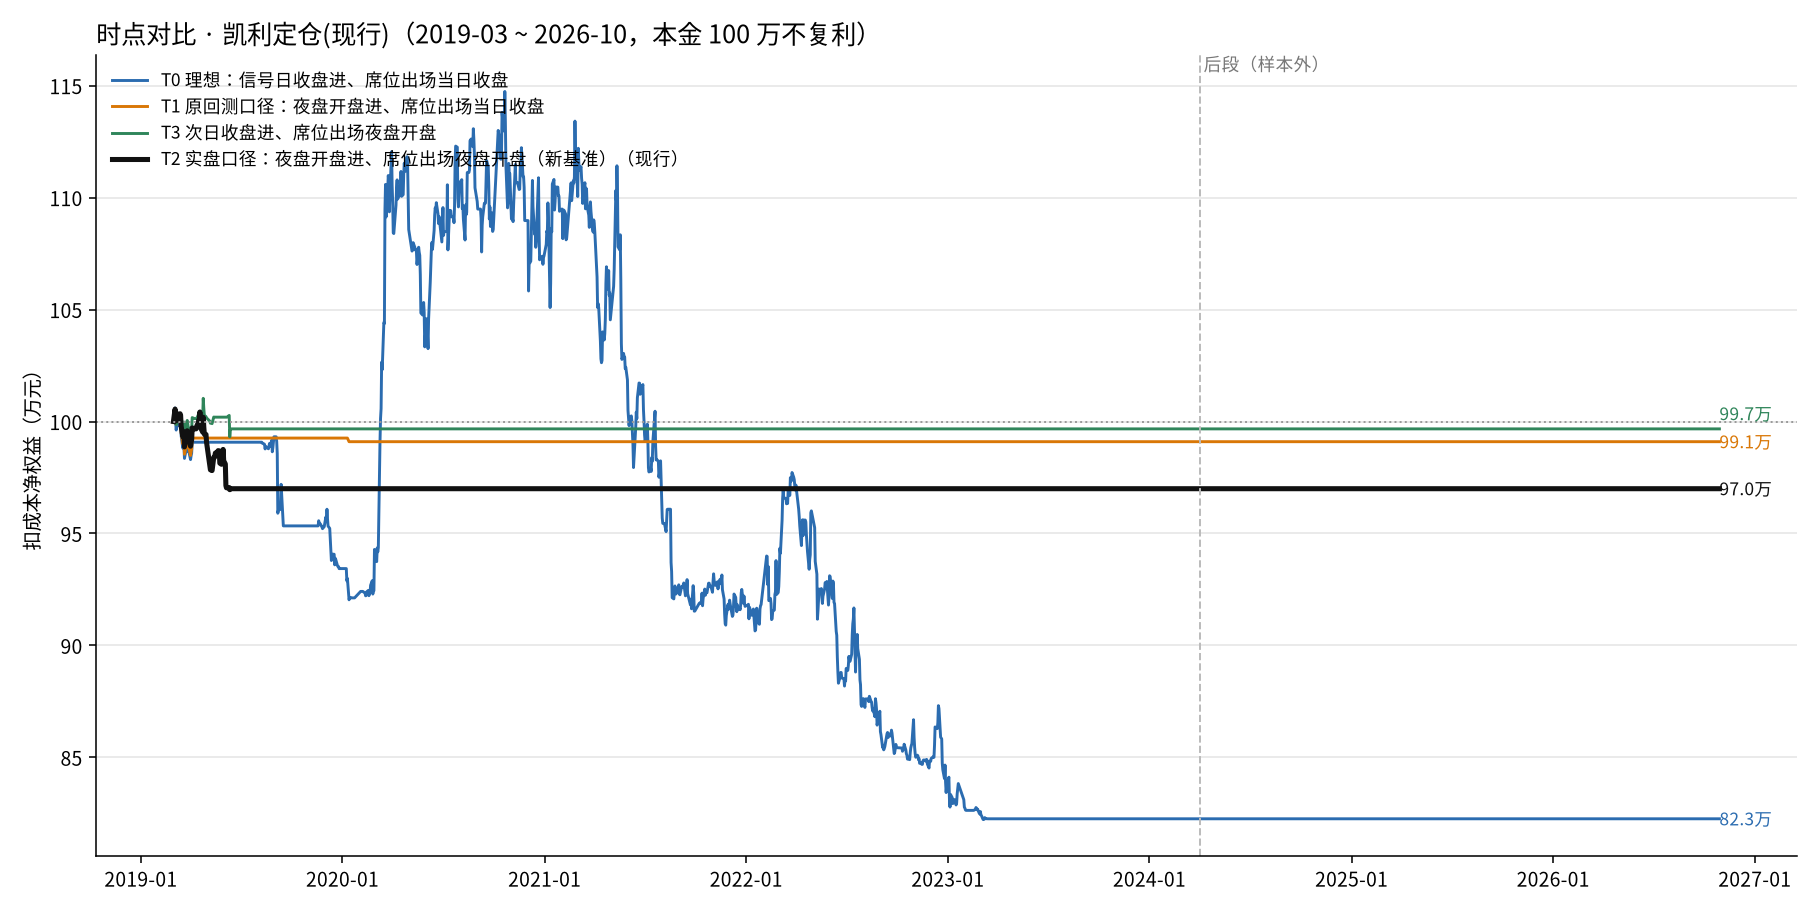 时点对比 · 凯利定仓(现行)（2019-03 ~ 2026-10，本金 100 万不复利）
后段（样本外）
T0 理想：信号日收盘进、席位出场当日收盘
T1 原回测口径：夜盘开盘进、席位出场当日收盘
T3 次日收盘进、席位出场夜盘开盘
T2 实盘口径：夜盘开盘进、席位出场夜盘开盘（新基准）（现行）
扣成本净权益（万元）
115
110
105
100
95
90
85
99.7万
99.1万
97.0万
82.3万
2019-01
2020-01
2021-01
2022-01
2023-01
2024-01
2025-01
2026-01
2027-01